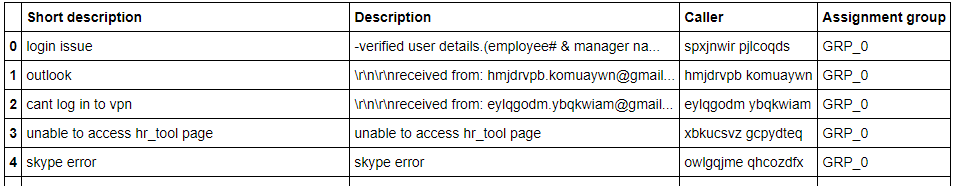 Short description Description Caller Assignment group
0 login issue -verified user details.(employee# & manager na... spxjnwir pjlcoqds GRP_0
1 outlook \r\n\r\nreceived from: hmjdrvpb.komuaywn@gmail... hmjdrvpb komuaywn GRP_0
2 cant log in to vpn \r\n\r\nreceived from: eylqgodm.ybqkwiam@gmail... eylqgodm ybqkwiam GRP_0
3 unable to access hr_tool page unable to access hr_tool page xbkucsvz gcpydteq GRP_0
4 skype error skype error owlgqjme qhcozdfx GRP_0